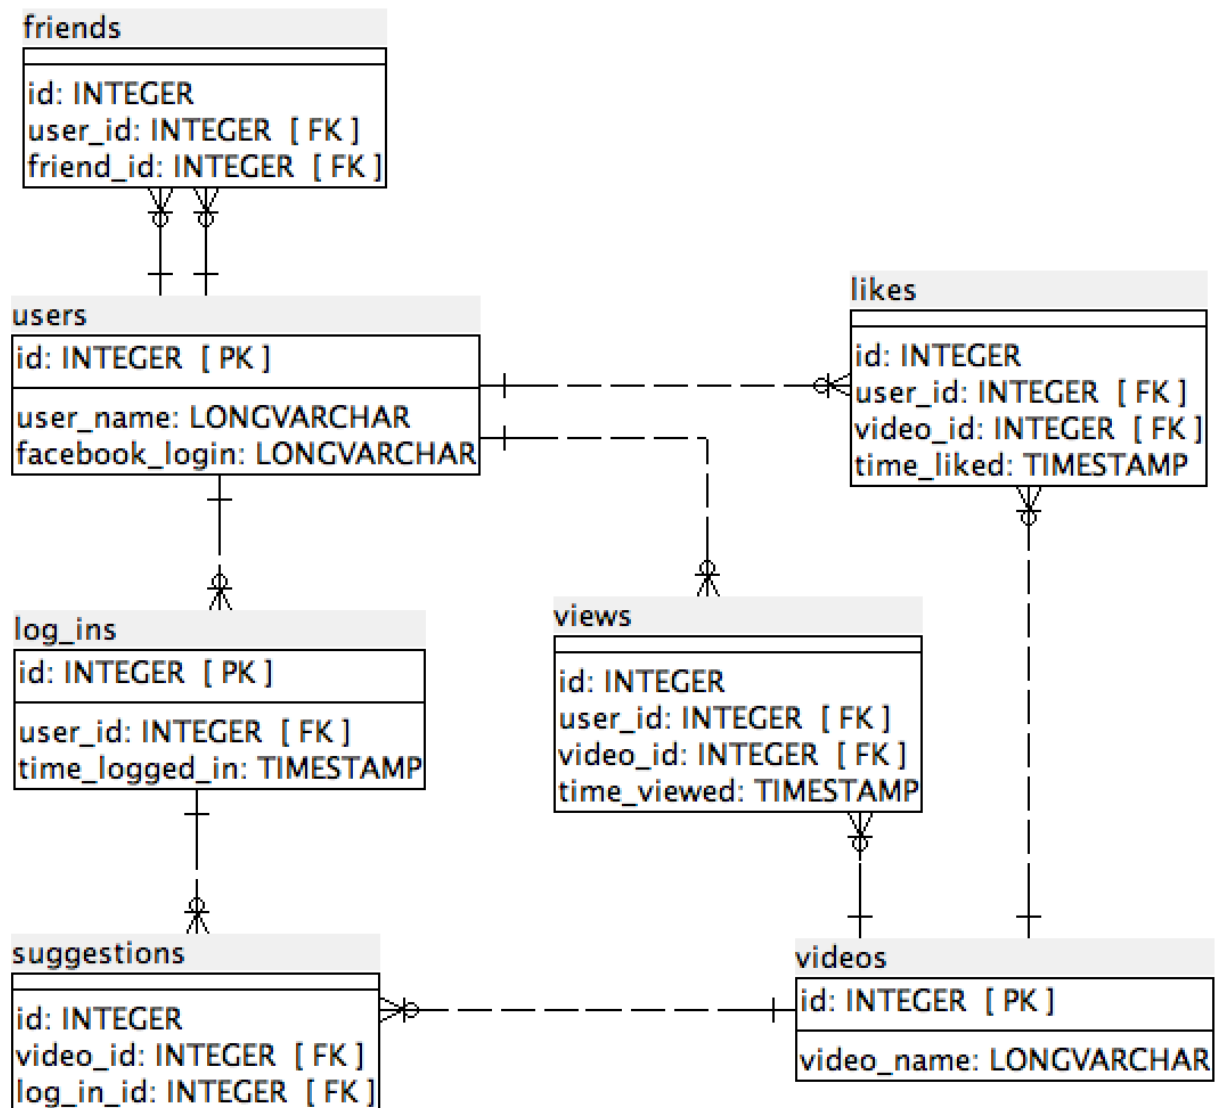 friends
id: INTEGER
user_id: INTEGER [ FK ]
friend_id: INTEGER [ FK ]
users
id: INTEGER [ PK ]
user_name: LONGVARCHAR
facebook_login: LONGVARCHAR
likes
id: INTEGER
user_id: INTEGER [ FK ]
video_id: INTEGER [ FK ]
time_liked: TIMESTAMP
log_ins
id: INTEGER [ PK ]
user_id: INTEGER [ FK ]
time_logged_in: TIMESTAMP
views
id: INTEGER
user_id: INTEGER [ FK ]
video_id: INTEGER [ FK ]
time_viewed: TIMESTAMP
suggestions
id: INTEGER
video_id: INTEGER [ FK ]
log_in_id: INTEGER [ FK ]
videos
id: INTEGER [ PK ]
video_name: LONGVARCHAR